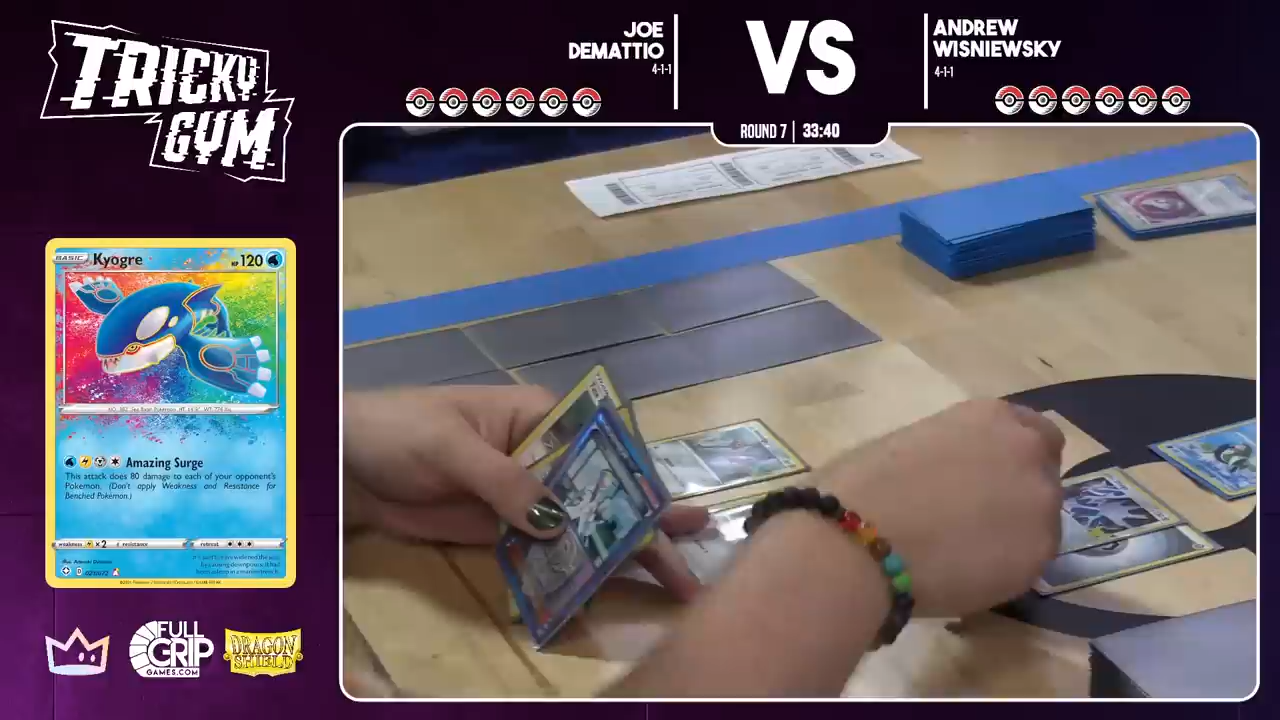 TRICKY
GYM
JOE
DEMATTIO
4-1-1
VS
ANDREW
WISNIEWSKY
4-1-1
ROUND 7 | 33:40
BASIC Kyogre HP 120
Amazing Surge
This attack does 80 damage to each of your opponent's
Pokémon. (Don't apply Weakness and Resistance for
Benched Pokémon.)
weakness ×2 resistance retreat
FULL
GRIP
GAMES.COM
DRAGON
SHIELD